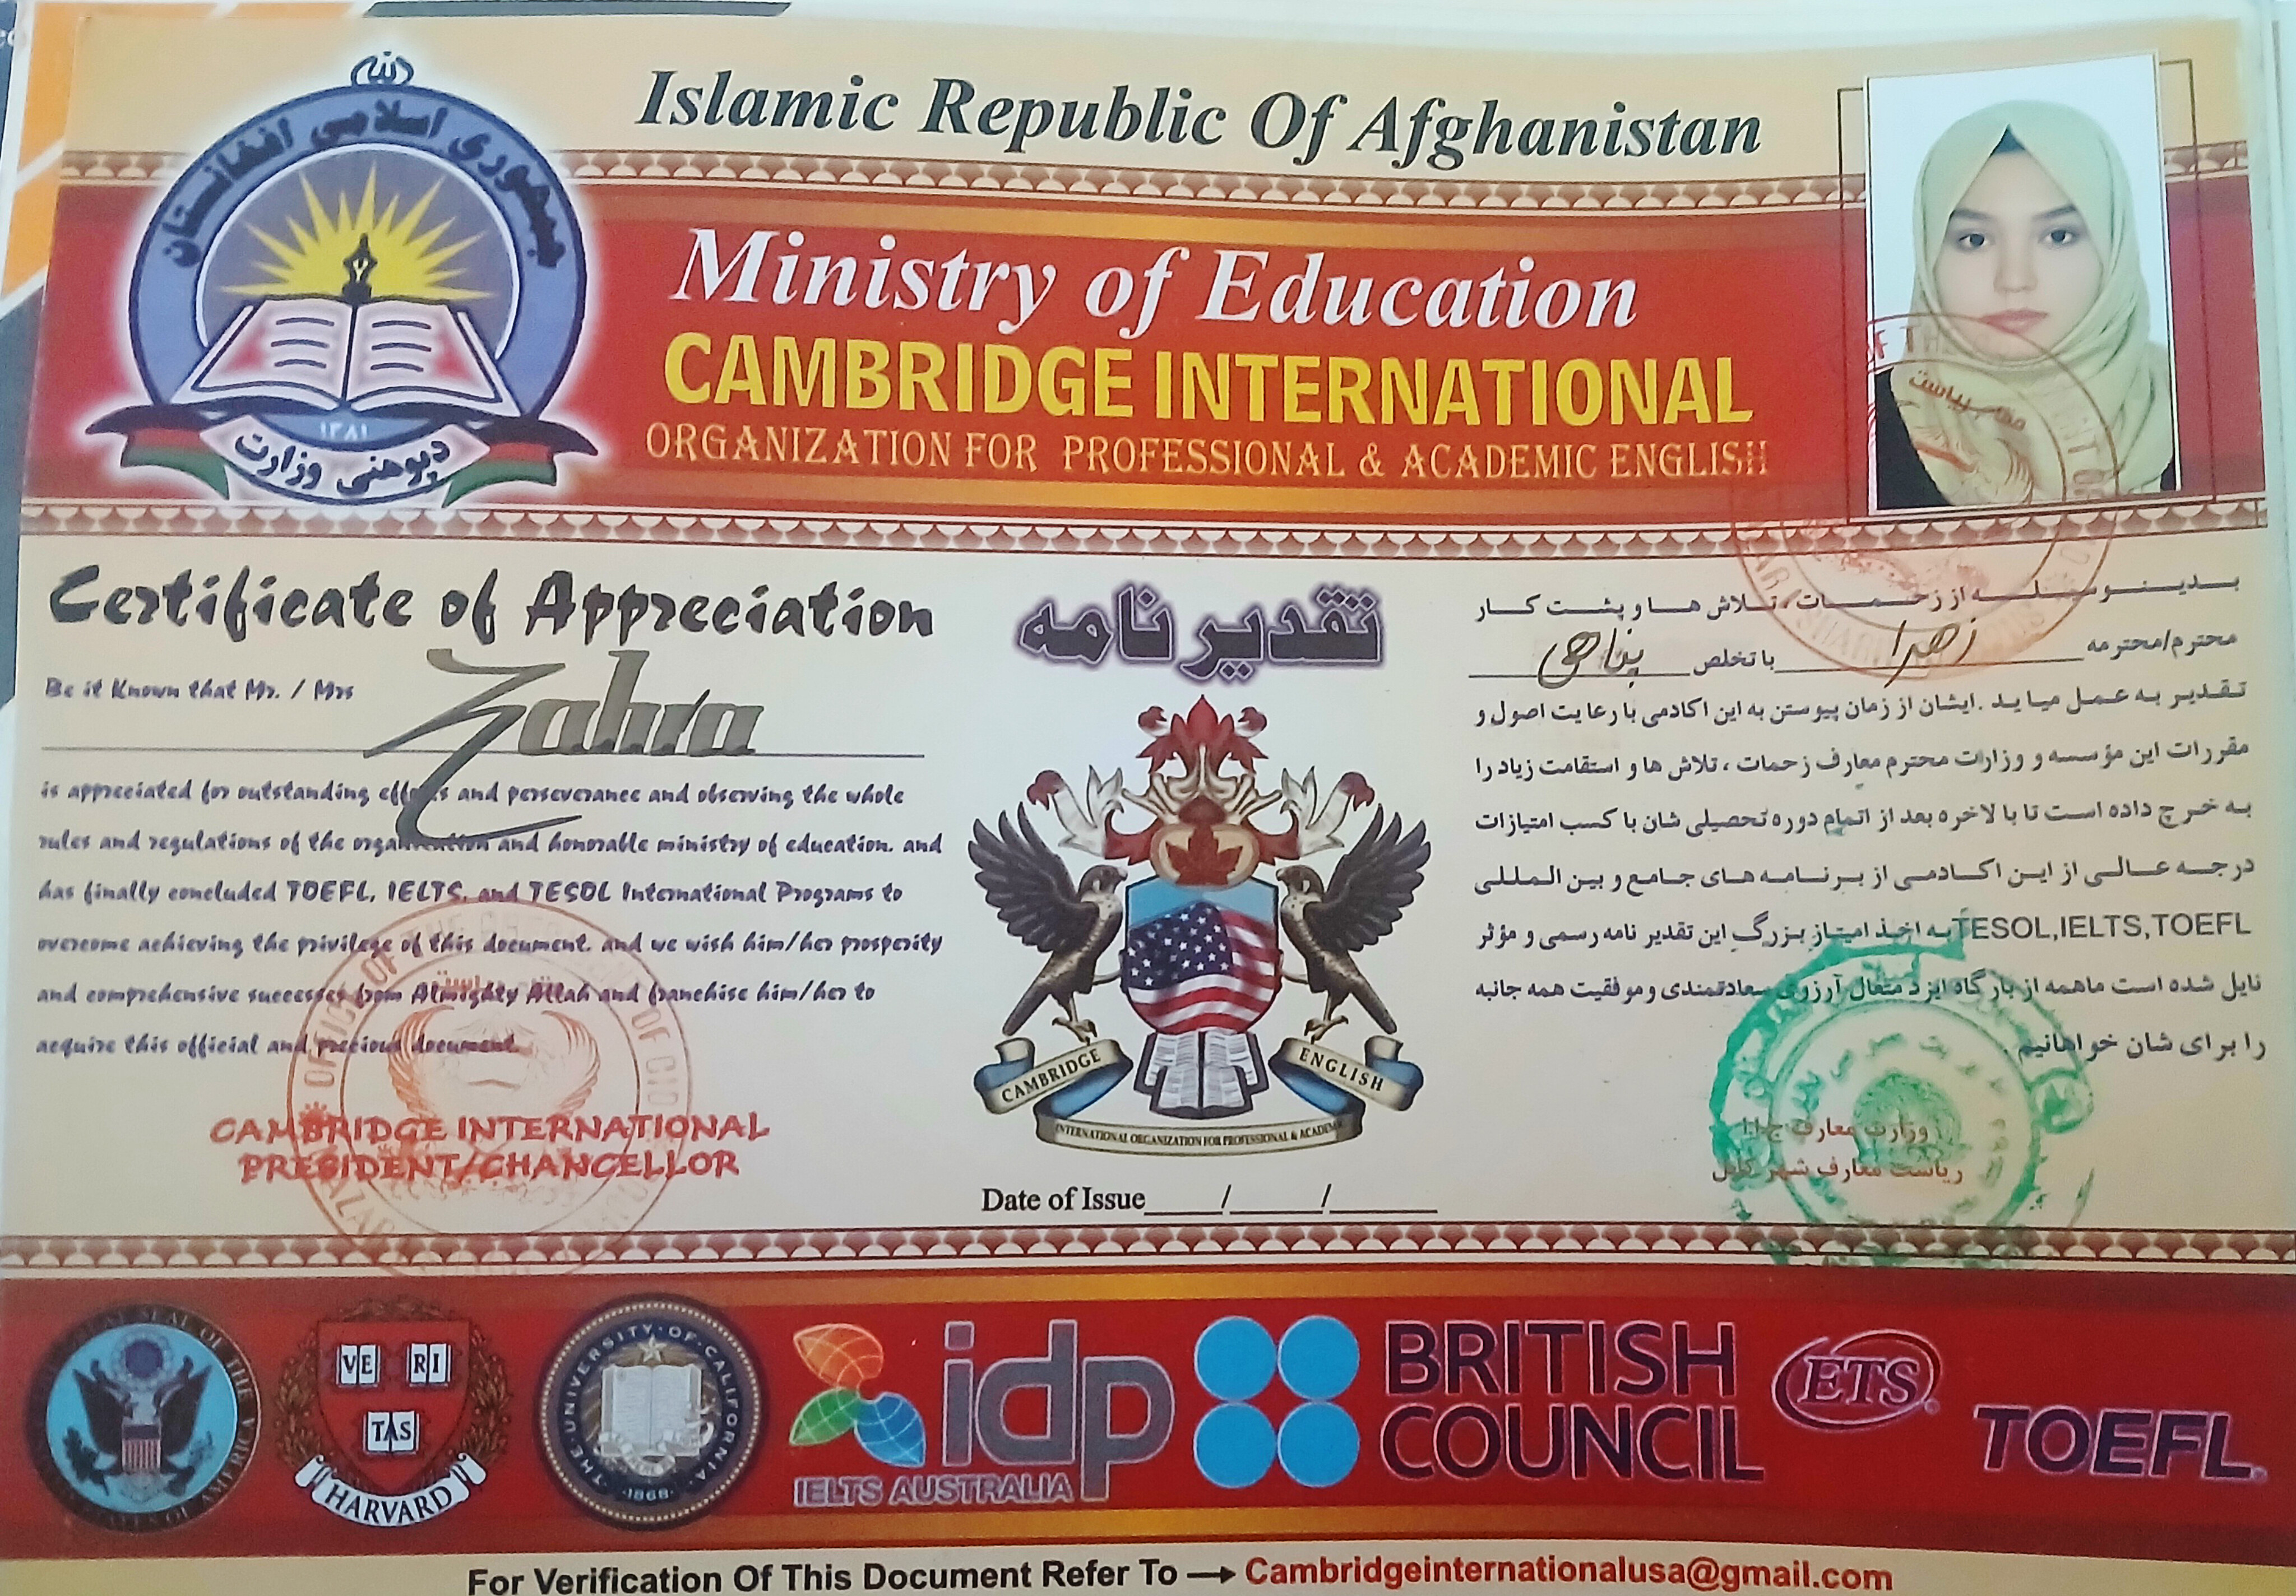 جمهوری اسلامی افغانستان
۱۳۸۱
دپوهنې وزارت
Islamic Republic Of Afghanistan
Ministry of Education
CAMBRIDGE INTERNATIONAL
ORGANIZATION FOR PROFESSIONAL & ACADEMIC ENGLISH
مقام ریاست
Certificate of Appreciation
Be it Known that Mr. / Mrs
Zahra
is appreciated for outstanding efforts and perseverance and observing the whole
rules and regulations of the organization and honorable ministry of education. and
has finally concluded TOEFL, IELTS, and TESOL International Programs to
overcome achieving the privilege of this document. and we wish him/her prosperity
and comprehensive successes from Almighty Allah and franchise him/her to
acquire this official and precious document.
CAMBRIDGE INTERNATIONAL
PRESIDENT/CHANCELLOR
تقدیر نامه
CAMBRIDGE
ENGLISH
INTERNATIONAL ORGANIZATION FOR PROFESSIONAL & ACADEMIC
Date of Issue____/____/____
بدینوسیله از زحمات، تلاش ها و پشت کار
محترم/محترمه زهرا با تخلص پناهی
تقدیر به عمل میاید . ایشان از زمان پیوستن به این اکادمی با رعایت اصول و
مقررات این مؤسسه و وزارت محترم معارف زحمات ، تلاش ها و استقامت زیاد را
به خرچ داده است تا با لاخره بعد از اتمام دوره تحصیلی شان با کسب امتیازات
درجه عالی از این اکادمی از برنامه های جامع و بین المللی
TESOL,IELTS,TOEFL به اخذ امتیاز بزرگ این تقدیر نامه رسمی و مؤثر
نایل شده است ماهمه از بارگاه ایزد متعال آرزوی سعادتمندی و موفقیت همه جانبه
را برای شان خواهانیم .
وزارت معارف ج.ا.ا
ریاست معارف شهر کابل
VE RI
TAS
HARVARD
THE · UNIVERSITY · OF · CALIFORNIA
· 1868 ·
idp
IELTS AUSTRALIA
BRITISH
COUNCIL
ETS
TOEFL
For Verification Of This Document Refer To → Cambridgeinternationalusa@gmail.com